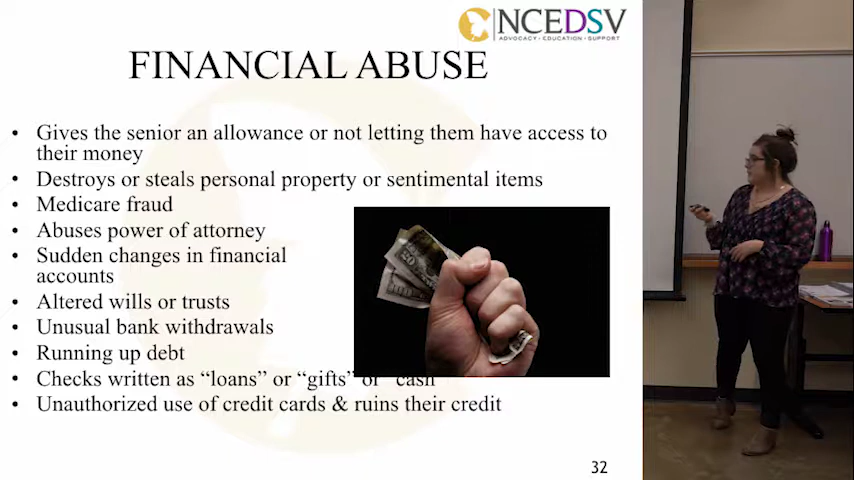 NCEDSV
ADVOCACY • EDUCATION • SUPPORT
FINANCIAL ABUSE
• Gives the senior an allowance or not letting them have access to
their money
• Destroys or steals personal property or sentimental items
• Medicare fraud
• Abuses power of attorney
• Sudden changes in financial
accounts
• Altered wills or trusts
• Unusual bank withdrawals
• Running up debt
• Checks written as “loans” or “gifts” or “cash”
• Unauthorized use of credit cards & ruins their credit
32